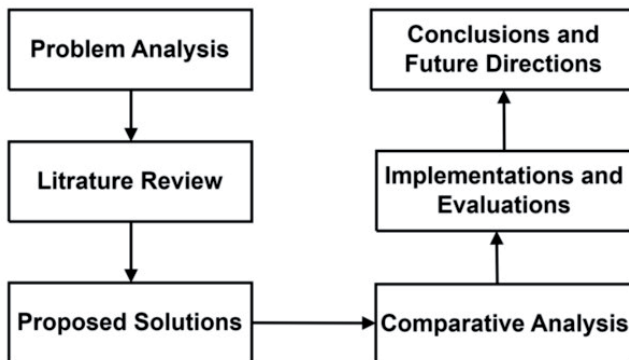 Problem Analysis
Litrature Review
Proposed Solutions
Comparative Analysis
Implementations and
Evaluations
Conclusions and
Future Directions